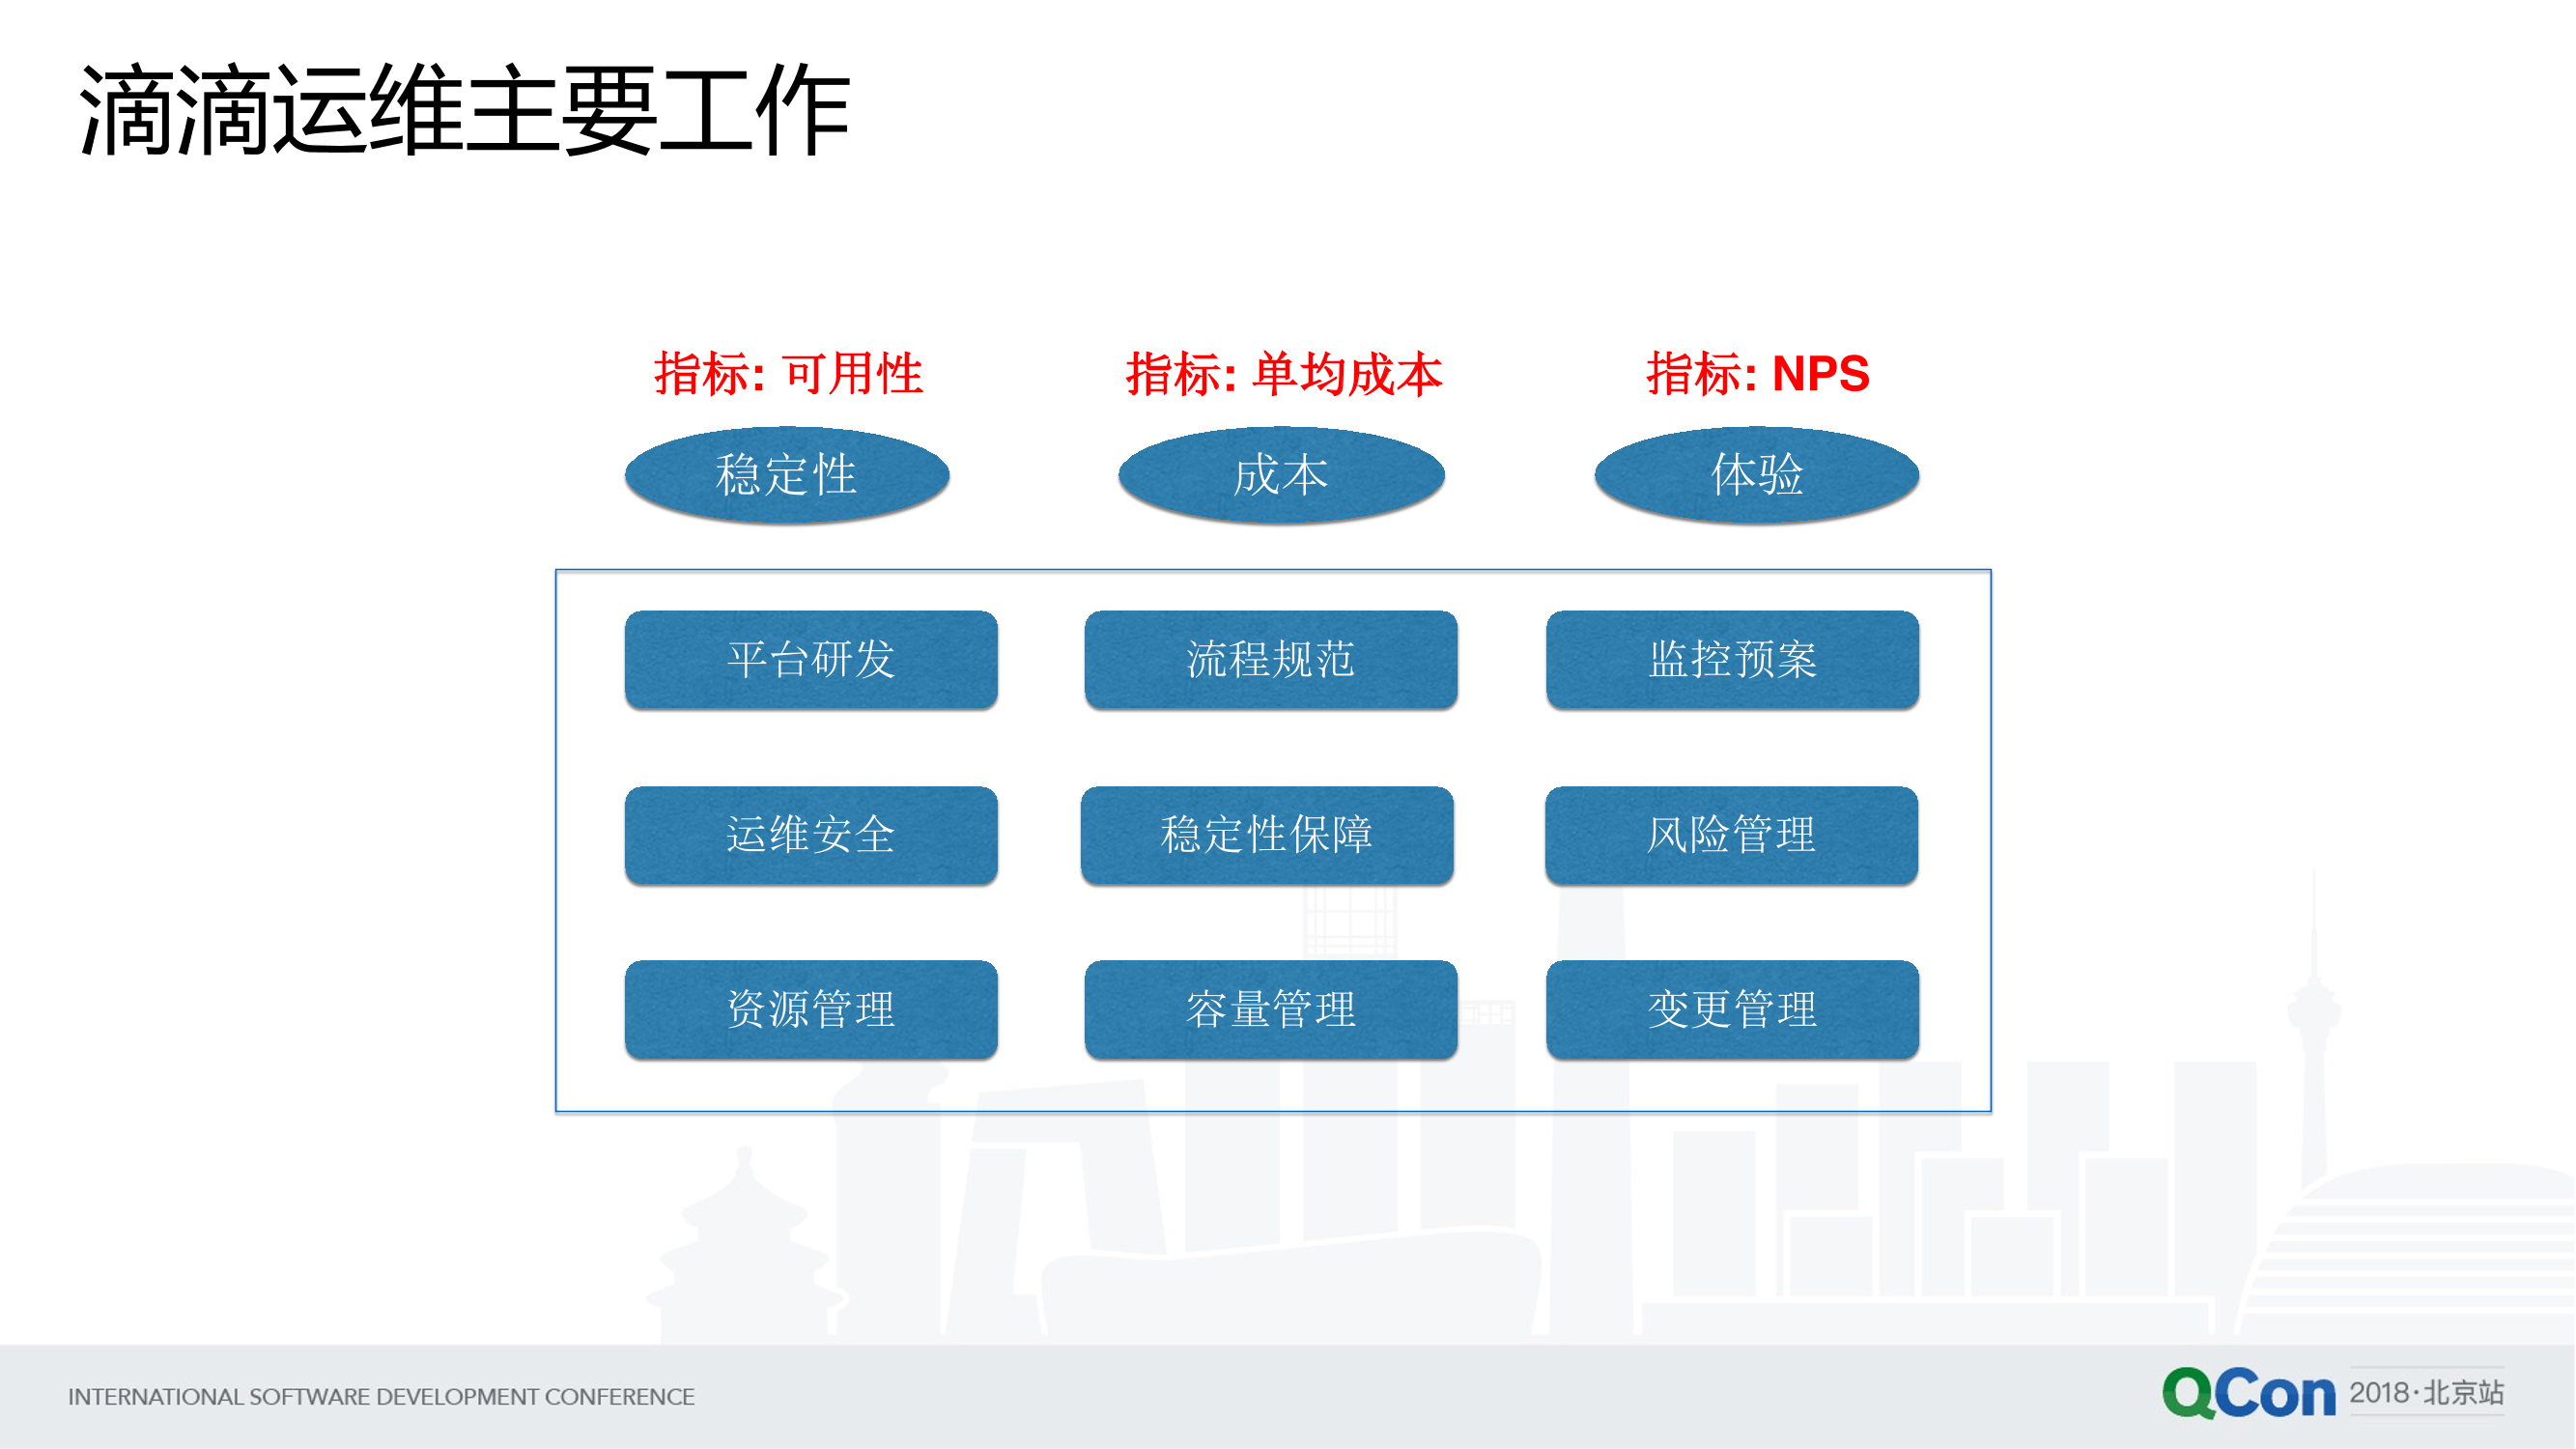 滴滴运维主要工作
指标: 可用性
指标: 单均成本
指标: NPS
稳定性
成本
体验
平台研发
流程规范
监控预案
运维安全
稳定性保障
风险管理
资源管理
容量管理
变更管理
INTERNATIONAL SOFTWARE DEVELOPMENT CONFERENCE
QCon 2018·北京站